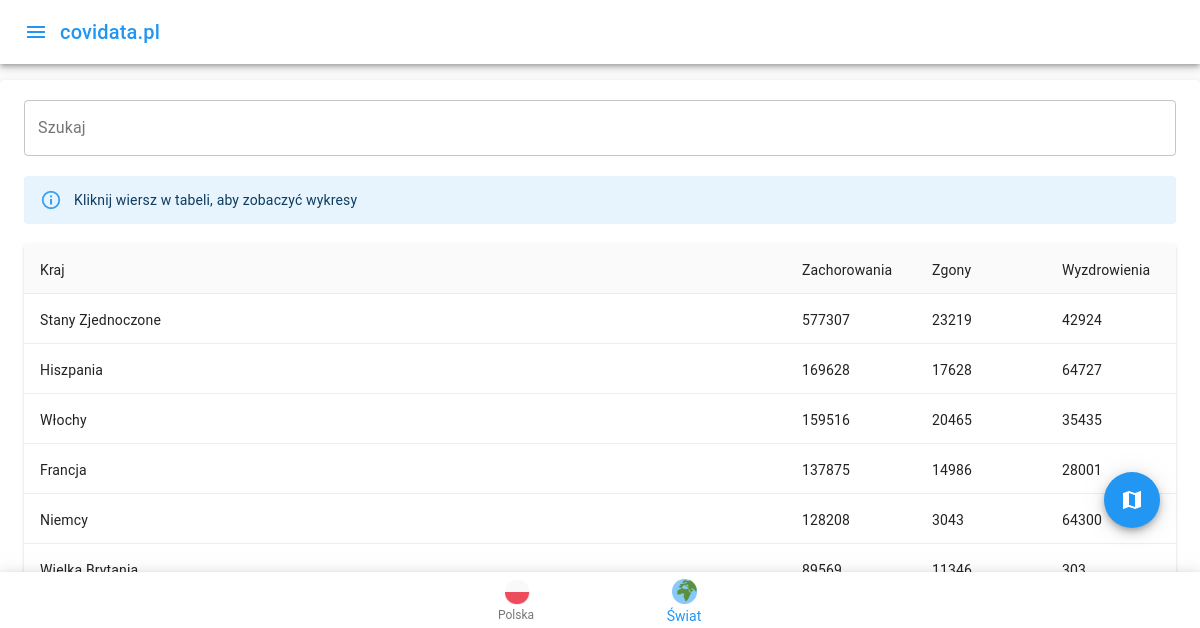 covidata.pl
Szukaj
Kliknij wiersz w tabeli, aby zobaczyć wykresy
Kraj Zachorowania Zgony Wyzdrowienia
Stany Zjednoczone 577307 23219 42924
Hiszpania 169628 17628 64727
Włochy 159516 20465 35435
Francja 137875 14986 28001
Niemcy 128208 3043 64300
Wielka Brytania 89569 11346 303
Polska Świat